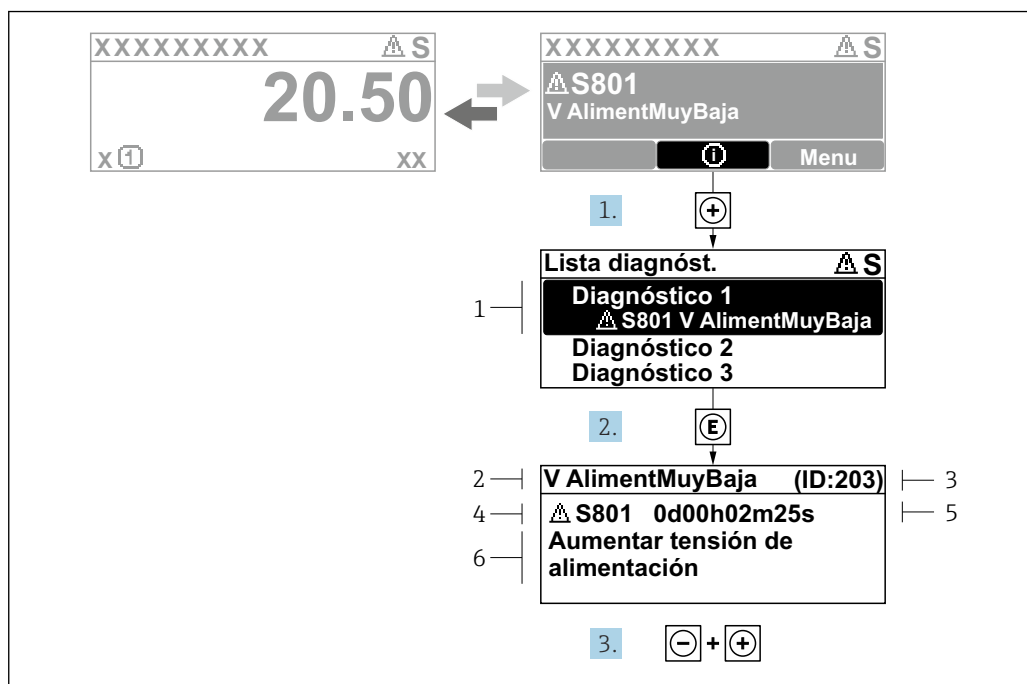 XXXXXXXXX ⚠ S
20.50
x ① xx
XXXXXXXXX ⚠ S
⚠ S801
V AlimentMuyBaja
ⓘ Menu
1. +
Lista diagnóst. ⚠ S
1
Diagnóstico 1
⚠ S801 V AlimentMuyBaja
Diagnóstico 2
Diagnóstico 3
2. E
2 V AlimentMuyBaja (ID:203) 3
4 ⚠ S801 0d00h02m25s 5
6
Aumentar tensión de
alimentación
3. − + +